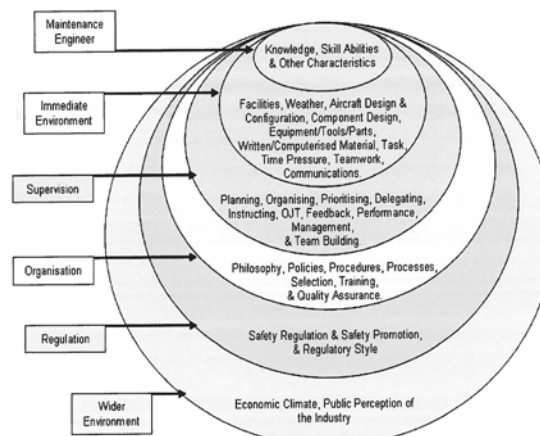 Maintenance
Engineer
Knowledge, Skill Abilities
& Other Characteristics
Immediate
Environment
Facilities, Weather, Aircraft Design &
Configuration, Component Design,
Equipment/Tools/Parts,
Written/Computerised Material, Task,
Time Pressure, Teamwork,
Communications.
Supervision
Planning, Organising, Prioritising, Delegating,
Instructing, OJT, Feedback, Performance,
Management,
& Team Building.
Organisation
Philosophy, Policies, Procedures, Processes,
Selection, Training,
& Quality Assurance.
Regulation
Safety Regulation & Safety Promotion,
& Regulatory Style
Wider
Environment
Economic Climate, Public Perception of
the Industry